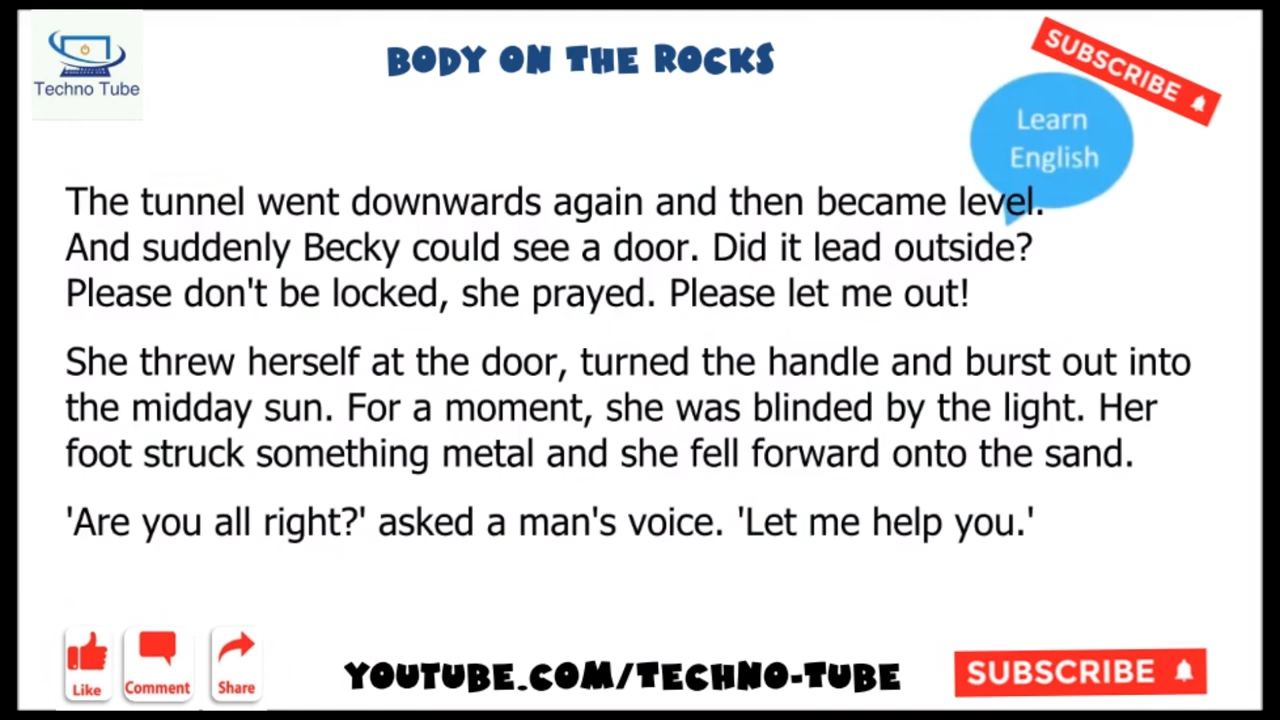 Techno Tube
BODY ON THE ROCKS
SUBSCRIBE
Learn
English
The tunnel went downwards again and then became level.
And suddenly Becky could see a door. Did it lead outside?
Please don't be locked, she prayed. Please let me out!
She threw herself at the door, turned the handle and burst out into
the midday sun. For a moment, she was blinded by the light. Her
foot struck something metal and she fell forward onto the sand.
'Are you all right?' asked a man's voice. 'Let me help you.'
Like
Comment
Share
YOUTUBE.COM/TECHNO-TUBE
SUBSCRIBE